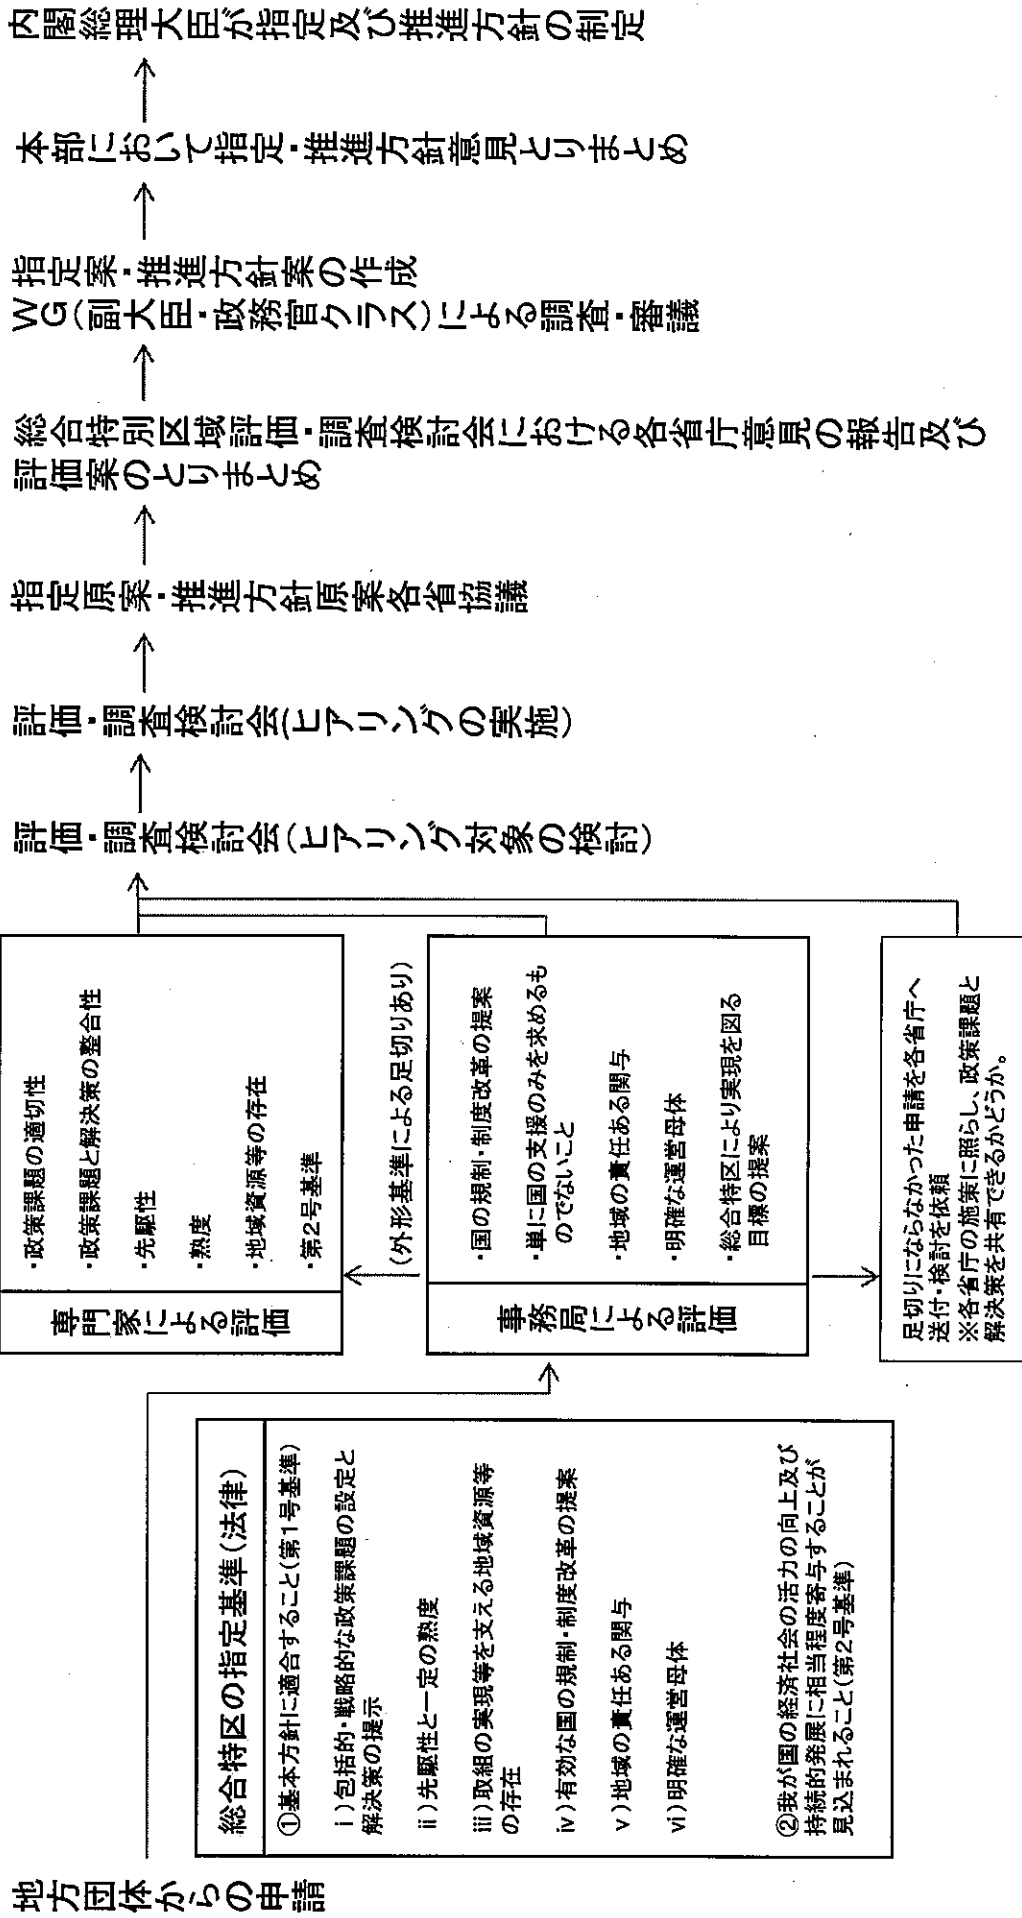 地方団体からの申請
総合特区の指定基準(法律)
①基本方針に適合すること(第1号基準)
ⅰ)包括的・戦略的な政策課題の設定と
解決策の提示
ⅱ)先駆性と一定の熟度
ⅲ)取組の実現等を支える地域資源等
の存在
ⅳ)有効な国の規制・制度改革の提案
ⅴ)地域の責任ある関与
ⅵ)明確な運営母体
②我が国の経済社会の活力の向上及び
持続的発展に相当程度寄与することが
見込まれること(第2号基準)
専門家による評価
・政策課題の適切性
・政策課題と解決策の整合性
・先駆性
・熟度
・地域資源等の存在
・第2号基準
(外形基準による足切りあり)
事務局による評価
・国の規制・制度改革の提案
・単に国の支援のみを求めるも
のでないこと
・地域の責任ある関与
・明確な運営母体
・総合特区により実現を図る
目標の提案
足切りにならなかった申請を各省庁へ
送付・検討を依頼
※各省庁の施策に照らし、政策課題と
解決策を共有できるかどうか。
評価・調査検討会(ヒアリング対象の検討)
評価・調査検討会(ヒアリングの実施)
指定原案・推進方針原案各省協議
総合特別区域評価・調査検討会における各省庁意見の報告及び
評価案のとりまとめ
指定案・推進方針案の作成
WG(副大臣・政務官クラス)による調査・審議
本部において指定・推進方針意見とりまとめ
内閣総理大臣が指定及び推進方針の制定